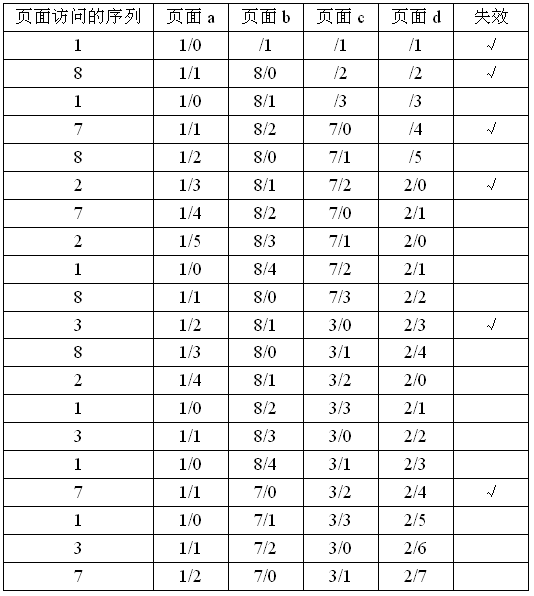 页面访问的序列 页面 a 页面 b 页面 c 页面 d 失效
1 1/0 /1 /1 /1 √
8 1/1 8/0 /2 /2 √
1 1/0 8/1 /3 /3
7 1/1 8/2 7/0 /4 √
8 1/2 8/0 7/1 /5
2 1/3 8/1 7/2 2/0 √
7 1/4 8/2 7/0 2/1
2 1/5 8/3 7/1 2/0
1 1/0 8/4 7/2 2/1
8 1/1 8/0 7/3 2/2
3 1/2 8/1 3/0 2/3 √
8 1/3 8/0 3/1 2/4
2 1/4 8/1 3/2 2/0
1 1/0 8/2 3/3 2/1
3 1/1 8/3 3/0 2/2
1 1/0 8/4 3/1 2/3
7 1/1 7/0 3/2 2/4 √
1 1/0 7/1 3/3 2/5
3 1/1 7/2 3/0 2/6
7 1/2 7/0 3/1 2/7